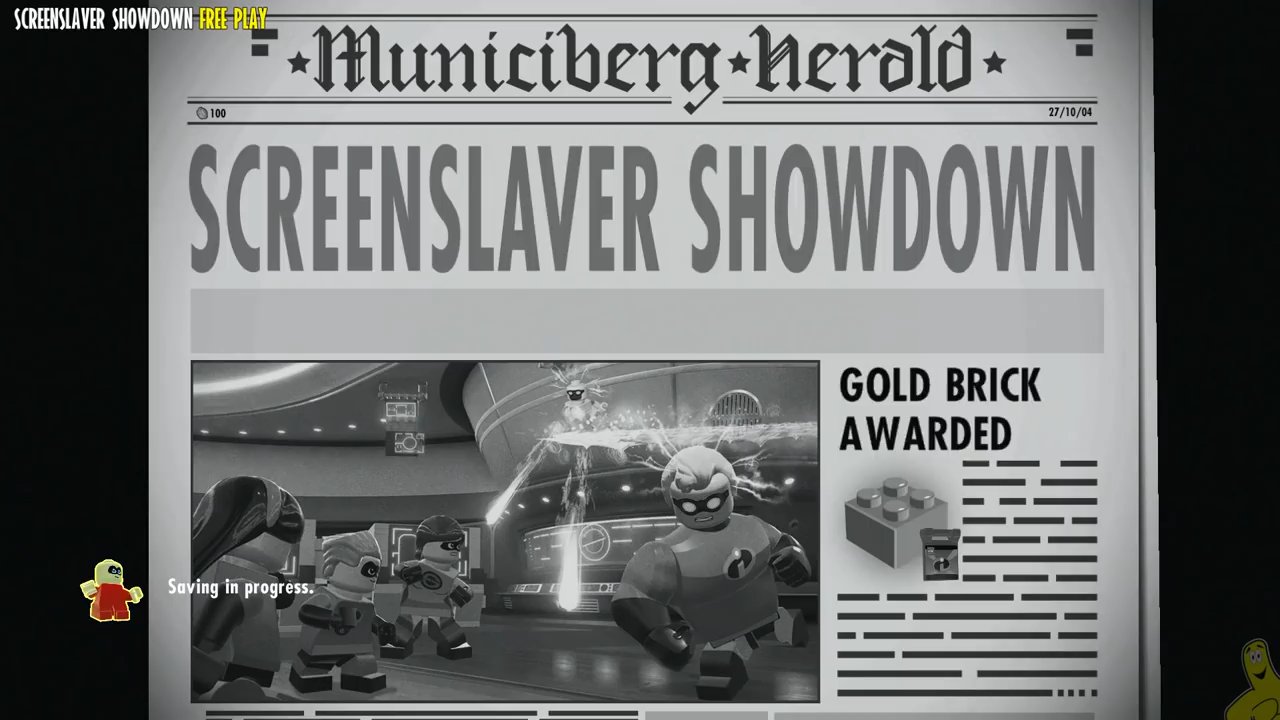 SCREENSLAVER SHOWDOWN FREE PLAY
Municiberg Herald
100 27/10/04
SCREENSLAVER SHOWDOWN
GOLD BRICK
AWARDED
Saving in progress.